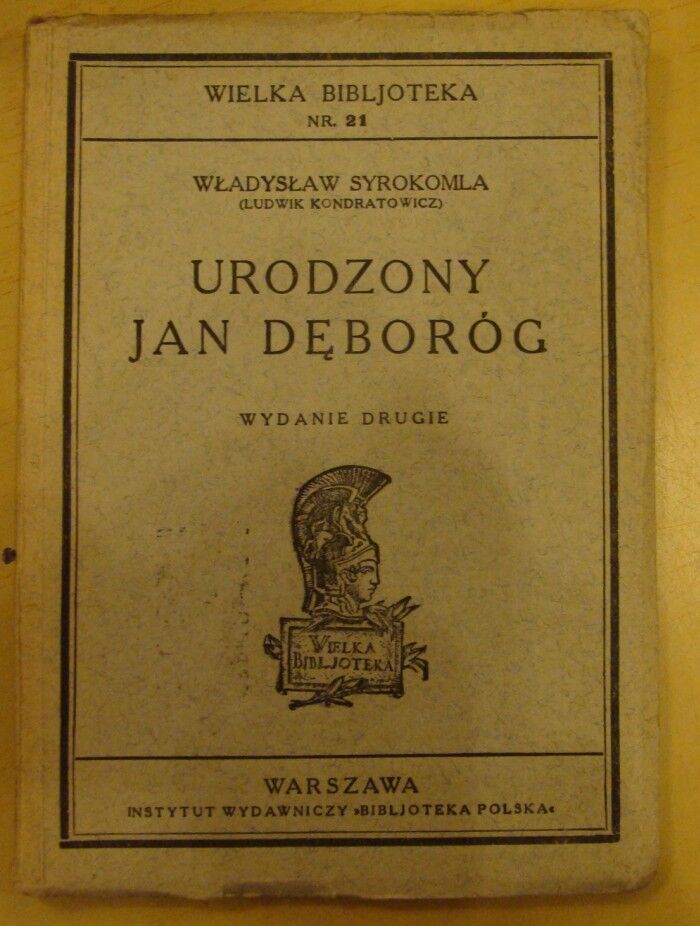 WIELKA BIBLJOTEKA
NR. 21
WŁADYSŁAW SYROKOMLA
(LUDWIK KONDRATOWICZ)
URODZONY
JAN DĘBORÓG
WYDANIE DRUGIE
WIELKA
BIBLJOTEKA
WARSZAWA
INSTYTUT WYDAWNICZY »BIBLJOTEKA POLSKA«